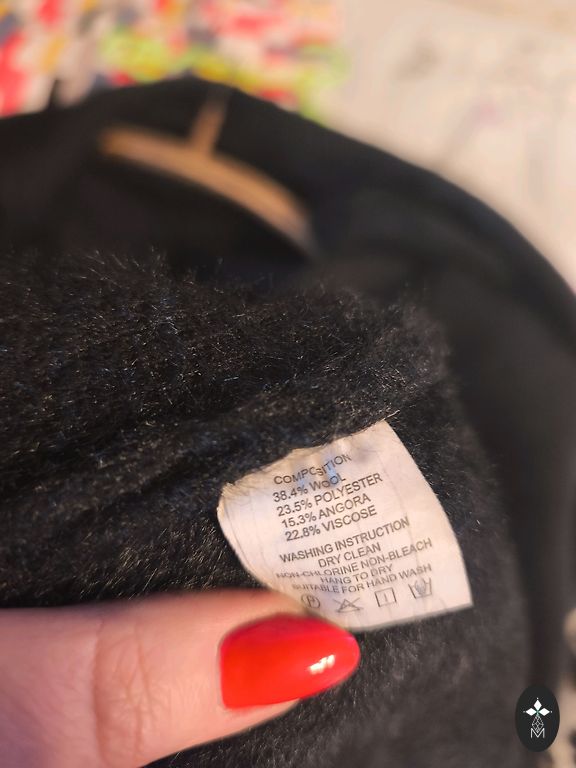 COMPOSITION
38.4% WOOL
23.5% POLYESTER
15.3% ANGORA
22.8% VISCOSE
WASHING INSTRUCTION
DRY CLEAN
NON-CHLORINE NON-BLEACH
HANG TO DRY
SUITABLE FOR HAND WASH
P
M